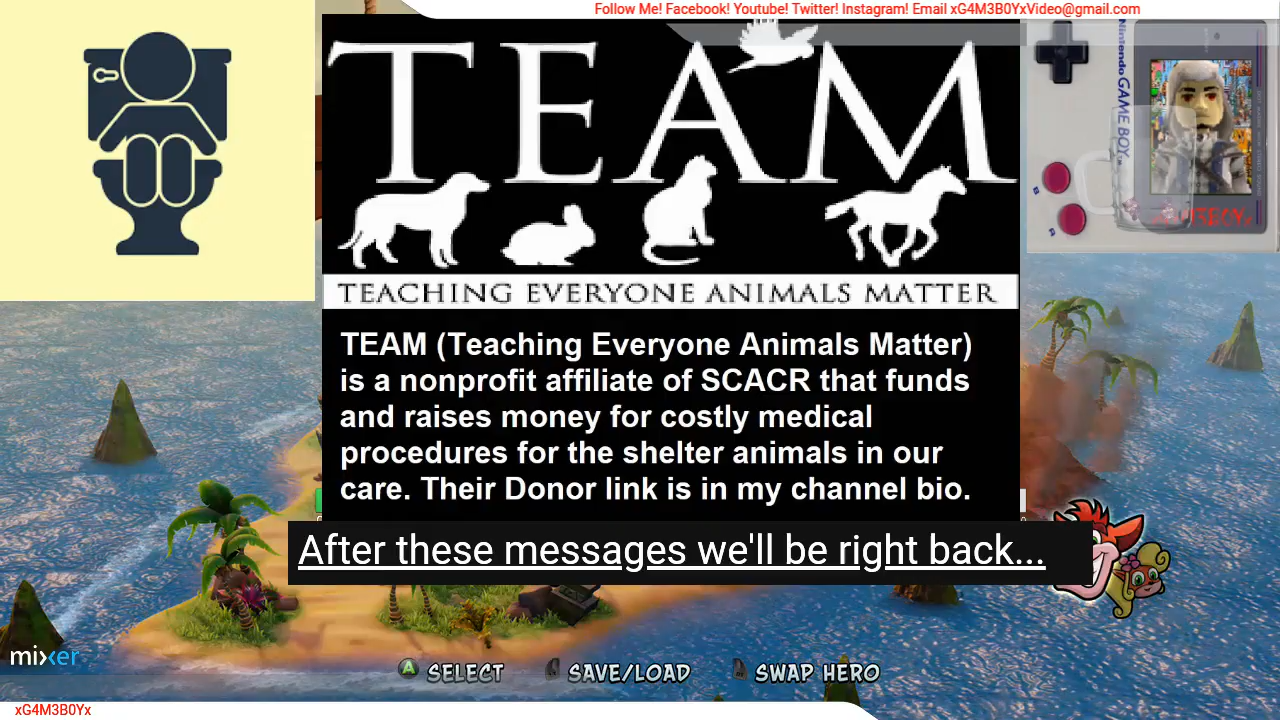 Follow Me! Facebook! Youtube! Twitter! Instagram! Email xG4M3B0YxVideo@gmail.com
TEAM
Nintendo GAME BOY
TEACHING EVERYONE ANIMALS MATTER
TEAM (Teaching Everyone Animals Matter)
is a nonprofit affiliate of SCACR that funds
and raises money for costly medical
procedures for the shelter animals in our
care. Their Donor link is in my channel bio.
After these messages we'll be right back...
mixer
A SELECT
SAVE/LOAD
SWAP HERO
xG4M3B0Yx